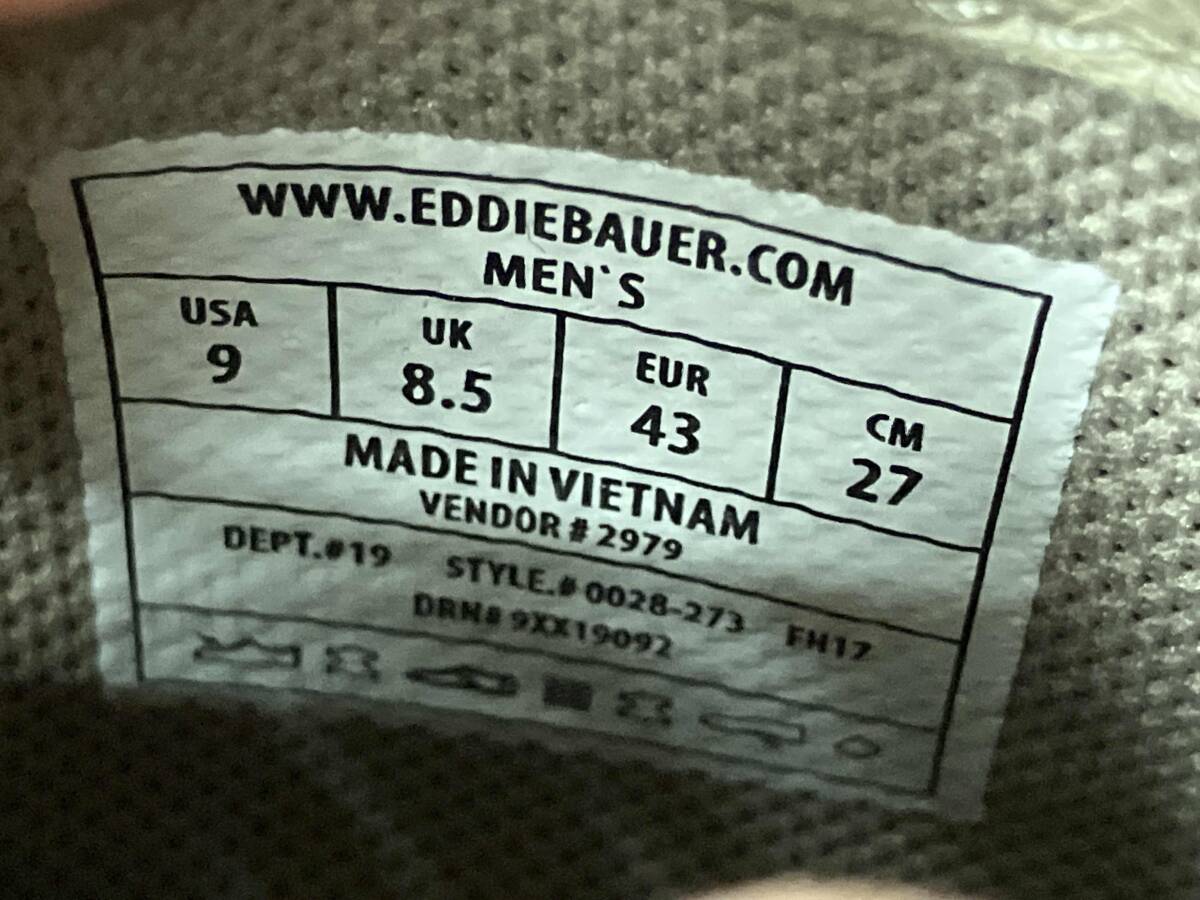 WWW.EDDIEBAUER.COM
MEN`S
USA UK EUR CM
9 8.5 43 27
MADE IN VIETNAM
VENDOR # 2979
DEPT.#19 STYLE.# 0028-273 FH17
DRN# 9XX19092